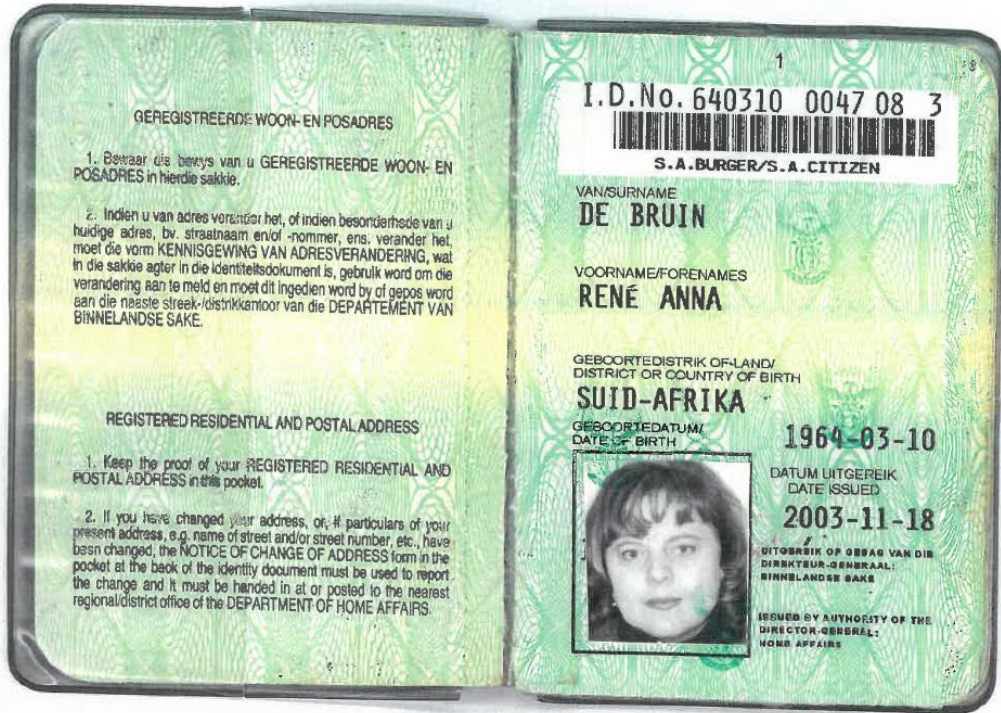 GEREGISTREERDE WOON- EN POSADRES
1. Bewaar die bewys van u GEREGISTREERDE WOON- EN
POSADRES in hierdie sakkie.
2. Indien u van adres verander het, of indien besonderhede van u
huidige adres, bv. straatnaam en/of -nommer, ens. verander het,
moet die vorm KENNISGEWING VAN ADRESVERANDERING, wat
in die sakkie agter in die identiteitsdokument is, gebruik word om die
verandering aan te meld en moet dit ingedien word by of gepos word
aan die naaste streek-/distrikkantoor van die DEPARTEMENT VAN
BINNELANDSE SAKE.
REGISTERED RESIDENTIAL AND POSTAL ADDRESS
1. Keep the proof of your REGISTERED RESIDENTIAL AND
POSTAL ADDRESS in this pocket.
2. If you have changed your address, or, if particulars of your
present address, e.g. name of street and/or street number, etc., have
been changed, the NOTICE OF CHANGE OF ADDRESS form in the
pocket at the back of the identity document must be used to report
the change and it must be handed in at or posted to the nearest
regional/district office of the DEPARTMENT OF HOME AFFAIRS.
1
I.D.No. 640310 0047 08 3
S.A.BURGER/S.A.CITIZEN
VAN/SURNAME
DE BRUIN
VOORNAME/FORENAMES
RENÉ ANNA
GEBOORTEDISTRIK OF-LAND/
DISTRICT OR COUNTRY OF BIRTH
SUID-AFRIKA
GEBOORTEDATUM/
DATE OF BIRTH
1964-03-10
DATUM UITGEREIK
DATE ISSUED
2003-11-18
UITGEREIK OP GESAG VAN DIE
DIREKTEUR-GENERAAL:
BINNELANDSE SAKE
ISSUED BY AUTHORITY OF THE
DIRECTOR-GENERAL:
HOME AFFAIRS